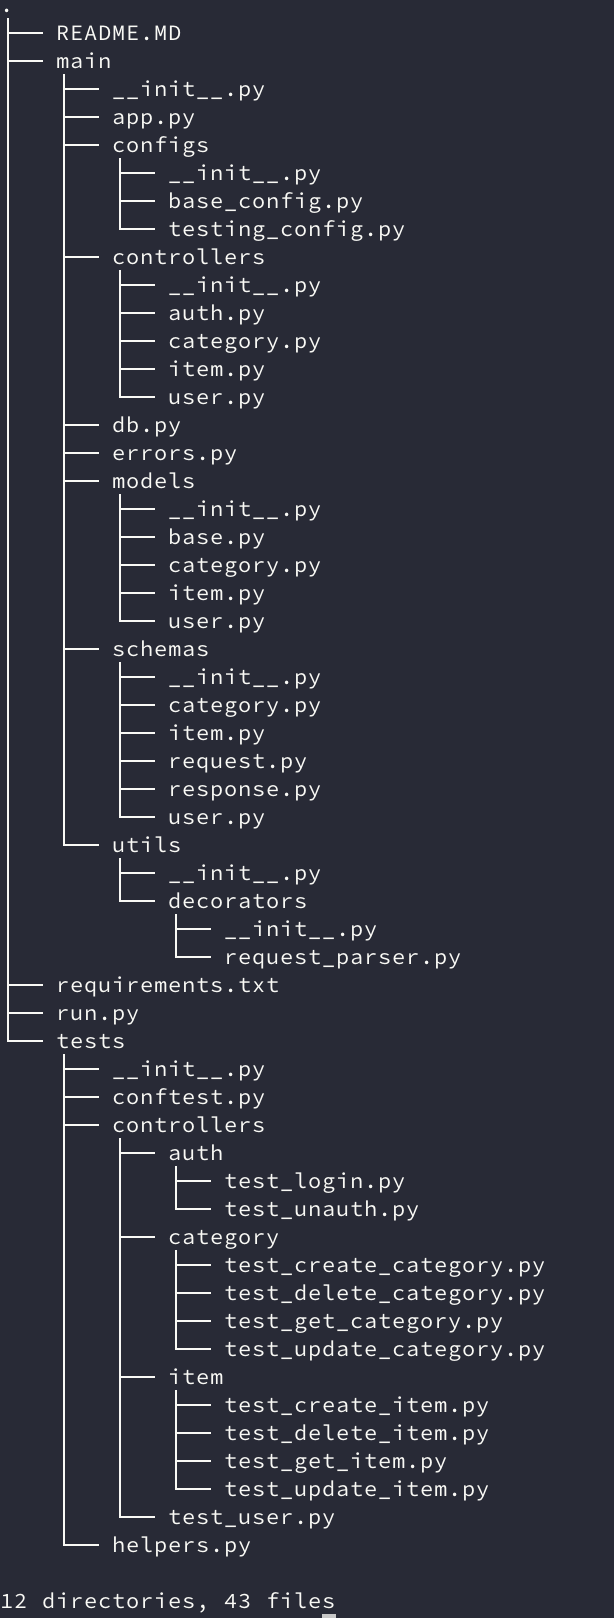 .
├── README.MD
├── main
│   ├── __init__.py
│   ├── app.py
│   ├── configs
│   │   ├── __init__.py
│   │   ├── base_config.py
│   │   └── testing_config.py
│   ├── controllers
│   │   ├── __init__.py
│   │   ├── auth.py
│   │   ├── category.py
│   │   ├── item.py
│   │   └── user.py
│   ├── db.py
│   ├── errors.py
│   ├── models
│   │   ├── __init__.py
│   │   ├── base.py
│   │   ├── category.py
│   │   ├── item.py
│   │   └── user.py
│   ├── schemas
│   │   ├── __init__.py
│   │   ├── category.py
│   │   ├── item.py
│   │   ├── request.py
│   │   ├── response.py
│   │   └── user.py
│   └── utils
│       ├── __init__.py
│       └── decorators
│           ├── __init__.py
│           └── request_parser.py
├── requirements.txt
├── run.py
└── tests
    ├── __init__.py
    ├── conftest.py
    ├── controllers
    │   ├── auth
    │   │   ├── test_login.py
    │   │   └── test_unauth.py
    │   ├── category
    │   │   ├── test_create_category.py
    │   │   ├── test_delete_category.py
    │   │   ├── test_get_category.py
    │   │   └── test_update_category.py
    │   ├── item
    │   │   ├── test_create_item.py
    │   │   ├── test_delete_item.py
    │   │   ├── test_get_item.py
    │   │   └── test_update_item.py
    │   └── test_user.py
    └── helpers.py

12 directories, 43 files